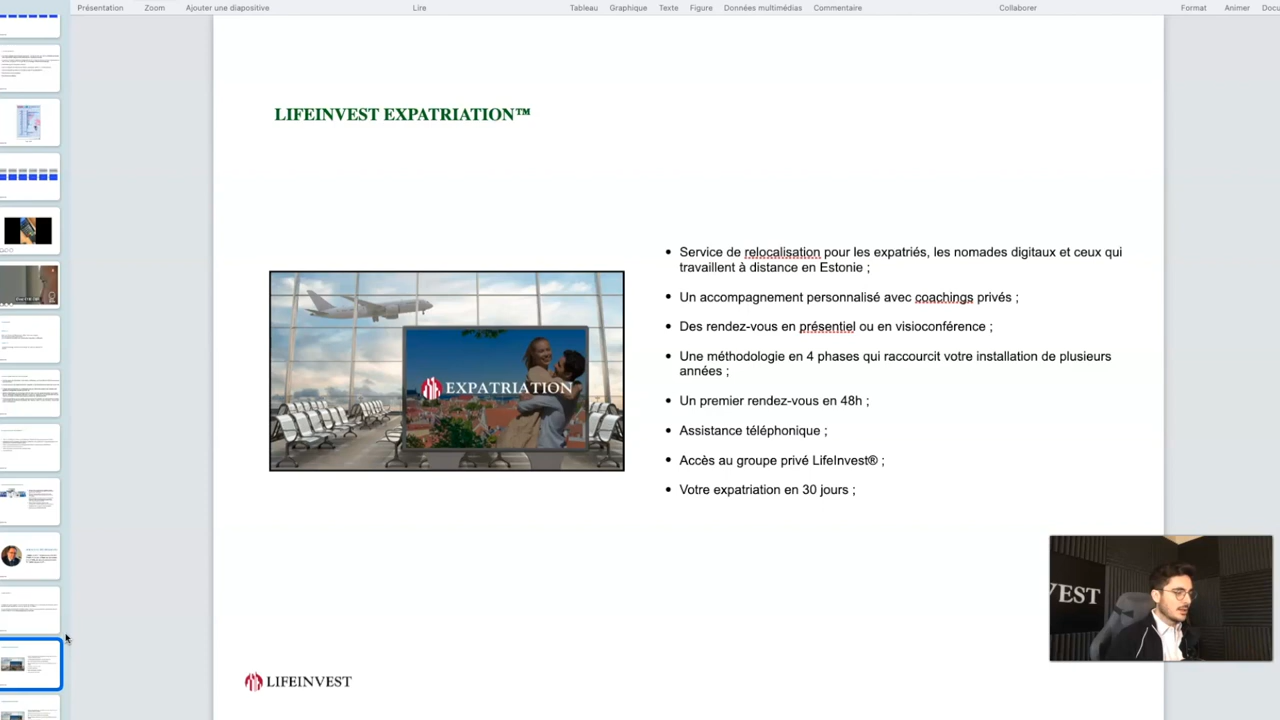 Présentation Zoom Ajouter une diapositive Lire Tableau Graphique Texte Figure Données multimédias Commentaire Collaborer Format Animer
LIFEINVEST EXPATRIATION™
• Service de relocalisation pour les expatriés, les nomades digitaux et ceux qui
travaillent à distance en Estonie ;
• Un accompagnement personnalisé avec coachings privés ;
• Des rendez-vous en présentiel ou en visioconférence ;
• Une méthodologie en 4 phases qui raccourcit votre installation de plusieurs
années ;
• Un premier rendez-vous en 48h ;
• Assistance téléphonique ;
• Accès au groupe privé LifeInvest® ;
• Votre expatriation en 30 jours ;
EXPATRIATION
VEST
LIFEINVEST